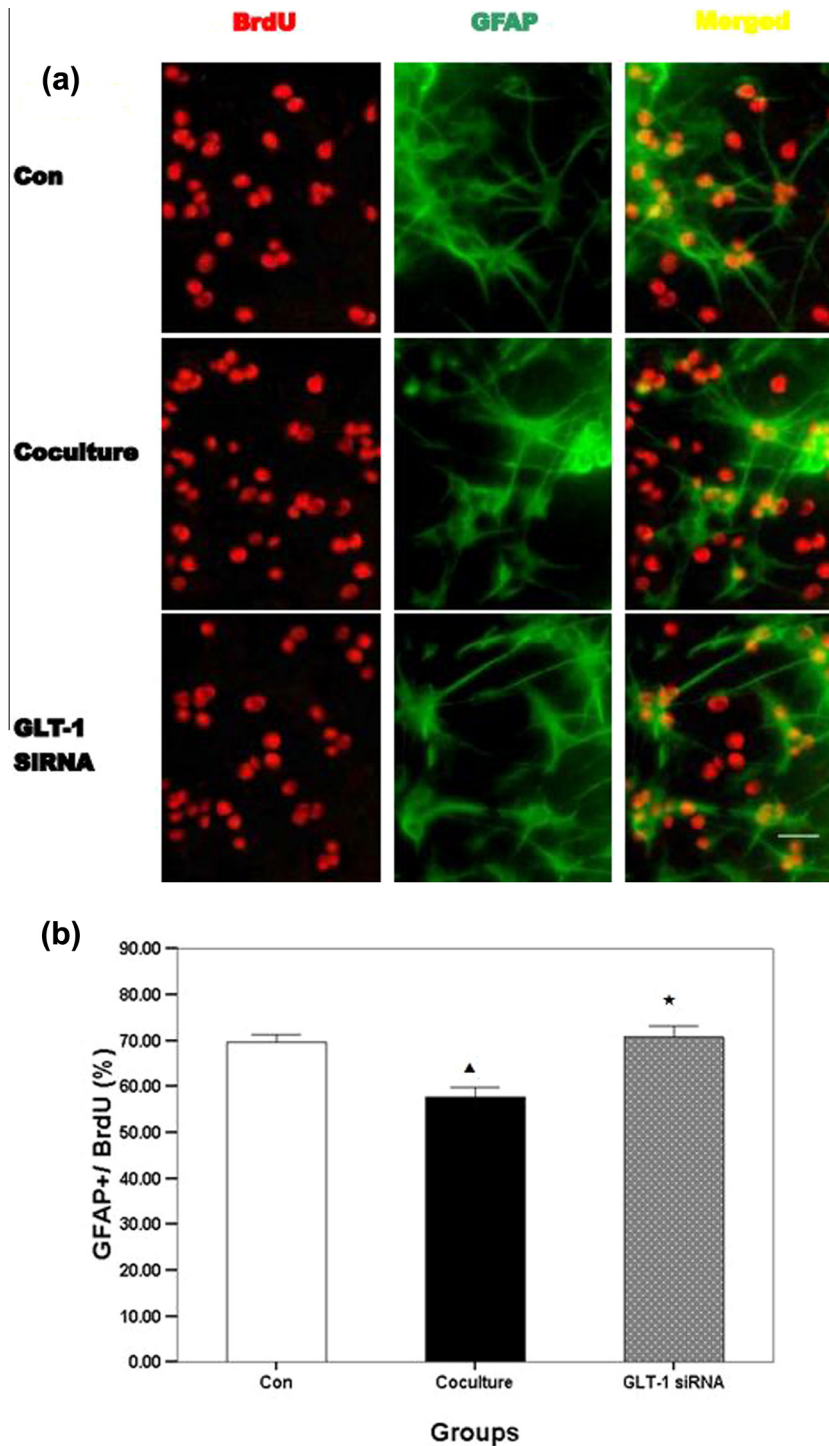 BrdU GFAP Merged
(a)
Con
Coculture
GLT-1
SIRNA
(b)
GFAP+/ BrdU (%)
90.00
80.00
70.00
60.00
50.00
40.00
30.00
20.00
10.00
0.00
Con Coculture GLT-1 siRNA
Groups